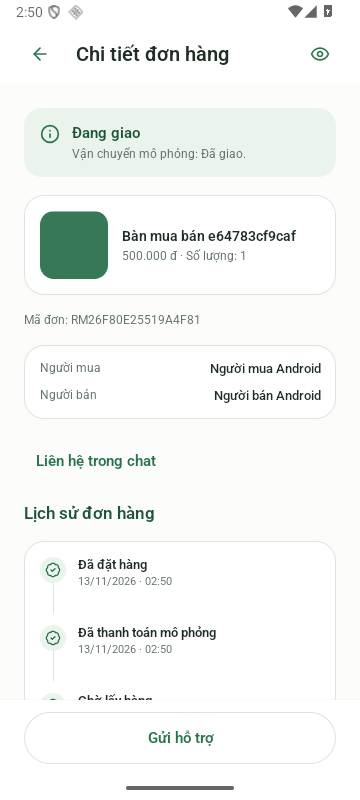 2:50
Chi tiết đơn hàng
Đang giao
Vận chuyển mô phỏng: Đã giao.
Bàn mua bán e64783cf9caf
500.000 đ · Số lượng: 1
Mã đơn: RM26F80E25519A4F81
Người mua Người mua Android
Người bán Người bán Android
Liên hệ trong chat
Lịch sử đơn hàng
Đã đặt hàng
13/11/2026 · 02:50
Đã thanh toán mô phỏng
13/11/2026 · 02:50
Chờ lấy hàng
Gửi hỗ trợ